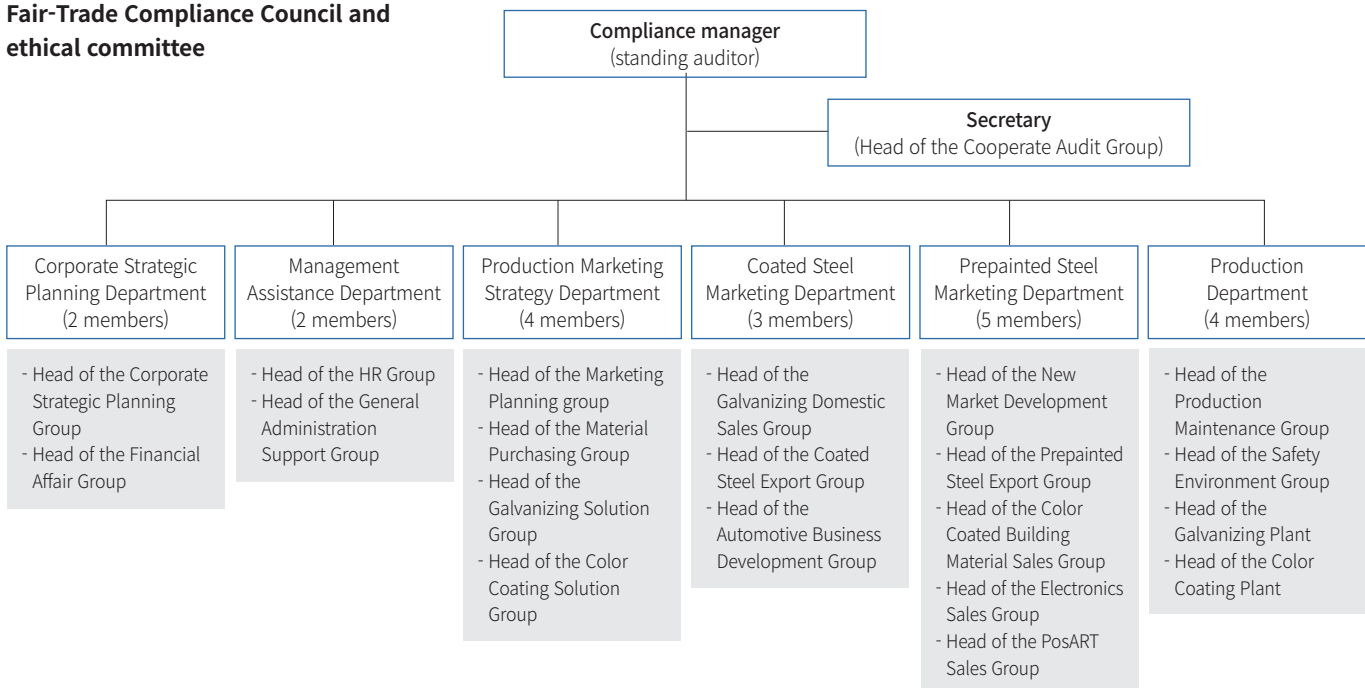 Fair-Trade Compliance Council and
ethical committee
Compliance manager
(standing auditor)
Secretary
(Head of the Cooperate Audit Group)
Corporate Strategic
Planning Department
(2 members)
- Head of the Corporate
Strategic Planning
Group
- Head of the Financial
Affair Group
Management
Assistance Department
(2 members)
- Head of the HR Group
- Head of the General
Administration
Support Group
Production Marketing
Strategy Department
(4 members)
- Head of the Marketing
Planning group
- Head of the Material
Purchasing Group
- Head of the
Galvanizing Solution
Group
- Head of the Color
Coating Solution
Group
Coated Steel
Marketing Department
(3 members)
- Head of the
Galvanizing Domestic
Sales Group
- Head of the Coated
Steel Export Group
- Head of the
Automotive Business
Development Group
Prepainted Steel
Marketing Department
(5 members)
- Head of the New
Market Development
Group
- Head of the Prepainted
Steel Export Group
- Head of the Color
Coated Building
Material Sales Group
- Head of the Electronics
Sales Group
- Head of the PosART
Sales Group
Production
Department
(4 members)
- Head of the
Production
Maintenance Group
- Head of the Safety
Environment Group
- Head of the
Galvanizing Plant
- Head of the Color
Coating Plant